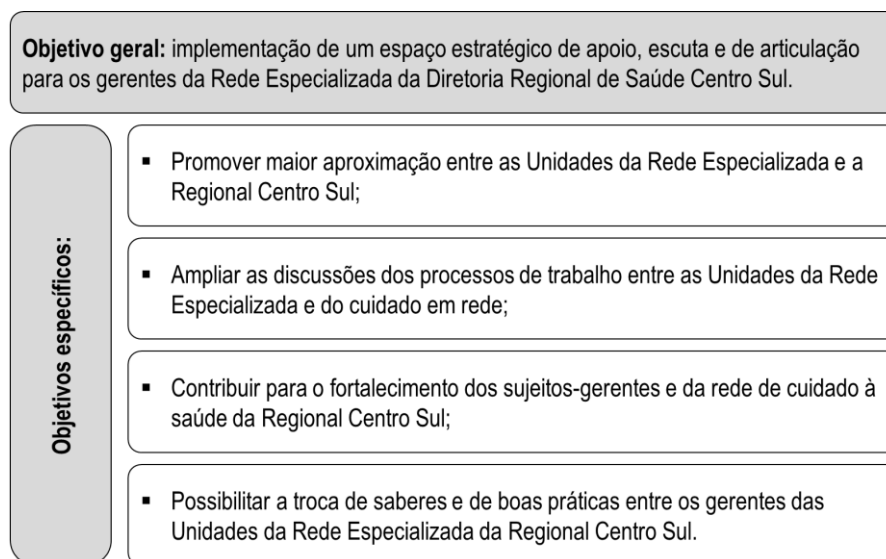 Objetivo geral: implementação de um espaço estratégico de apoio, escuta e de articulação
para os gerentes da Rede Especializada da Diretoria Regional de Saúde Centro Sul.
Objetivos específicos:
▪ Promover maior aproximação entre as Unidades da Rede Especializada e a
Regional Centro Sul;
▪ Ampliar as discussões dos processos de trabalho entre as Unidades da Rede
Especializada e do cuidado em rede;
▪ Contribuir para o fortalecimento dos sujeitos-gerentes e da rede de cuidado à
saúde da Regional Centro Sul;
▪ Possibilitar a troca de saberes e de boas práticas entre os gerentes das
Unidades da Rede Especializada da Regional Centro Sul.